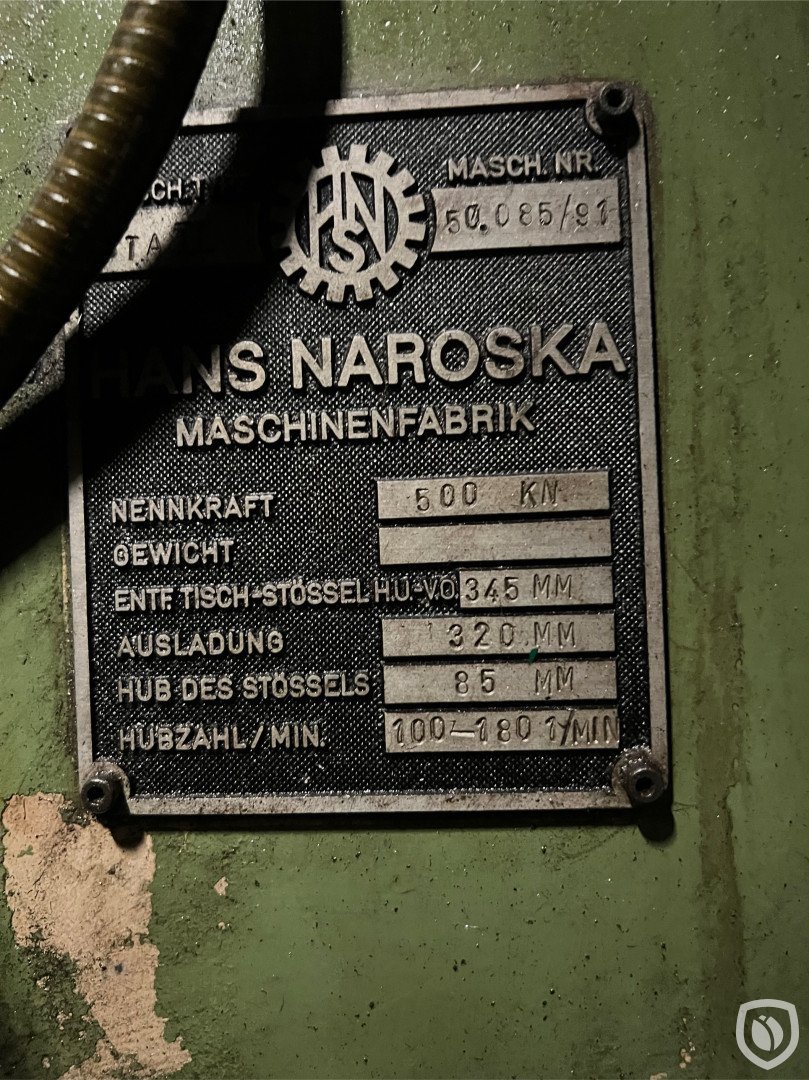 MASCH. NR.
50.085/91
HNS
HANS NAROSKA
MASCHINENFABRIK
NENNKRAFT 500 KN
GEWICHT
ENTF. TISCH-STÖSSEL H.U-V.O. 345 MM
AUSLADUNG 320 MM
HUB DES STÖSSELS 85 MM
HUBZAHL/MIN. 100-180 1/MIN